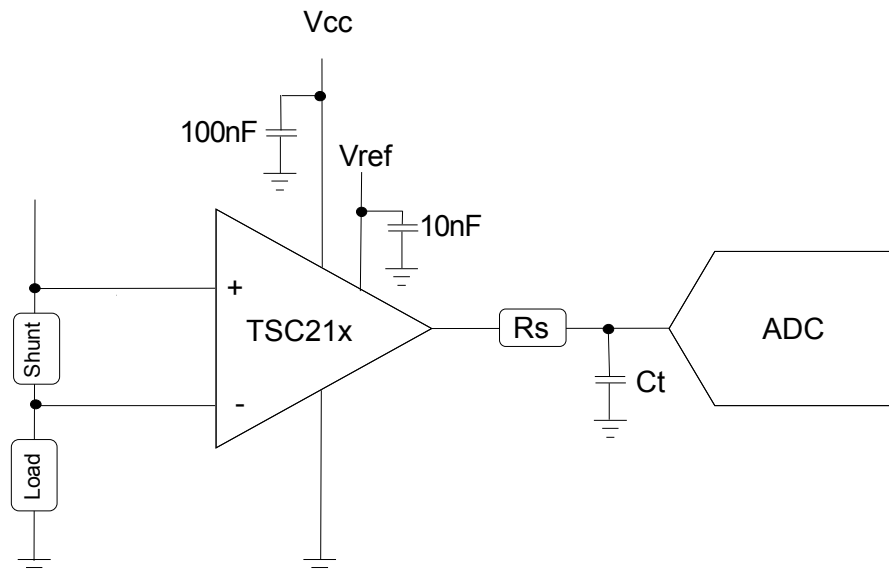 Vcc
100nF
Vref
10nF
+
TSC21x
-
Shunt
Load
Rs
Ct
ADC